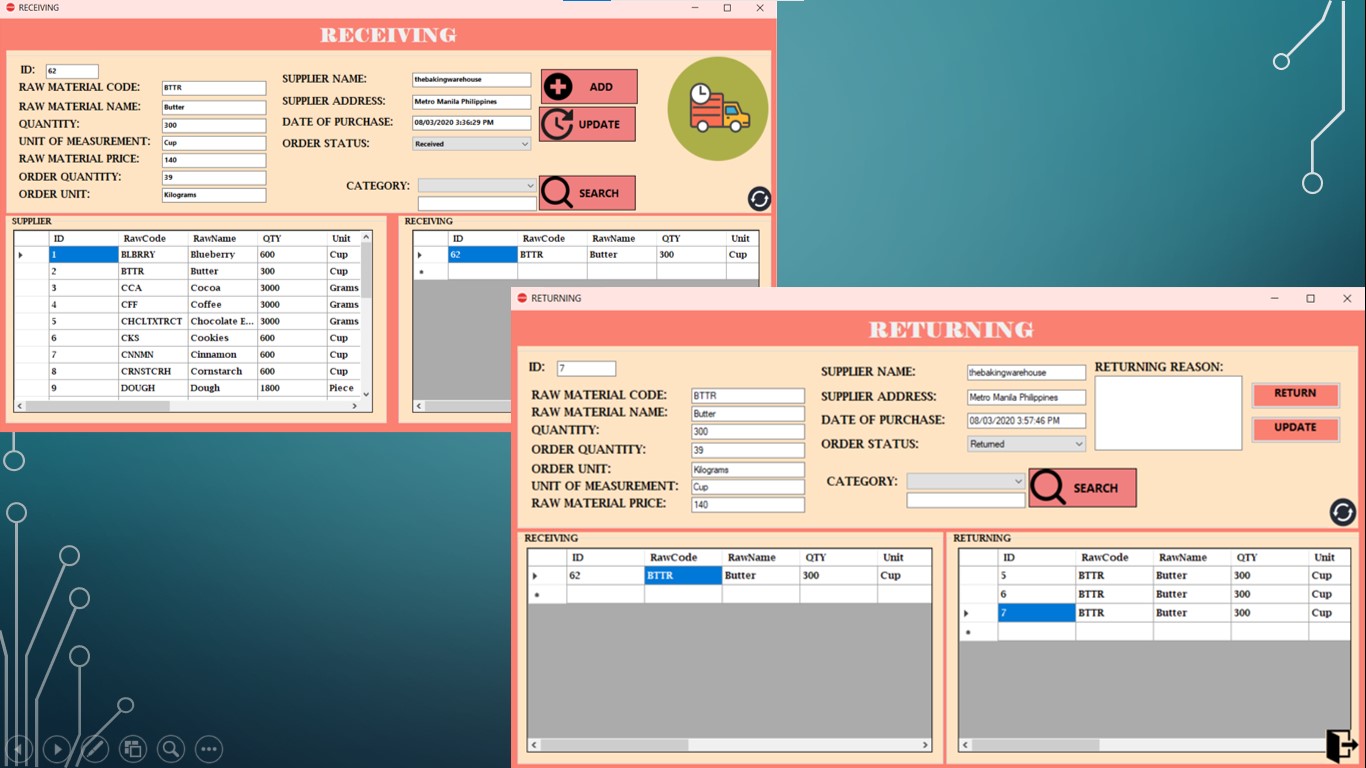 RECEIVING
RECEIVING
ID: 62
RAW MATERIAL CODE: BTTR
RAW MATERIAL NAME: Butter
QUANTITY: 300
UNIT OF MEASUREMENT: Cup
RAW MATERIAL PRICE: 140
ORDER QUANTITY: 39
ORDER UNIT: Kilograms
SUPPLIER NAME: thebakingwarehouse
SUPPLIER ADDRESS: Metro Manila Philippines
DATE OF PURCHASE: 08/03/2020 3:36:29 PM
ORDER STATUS: Received
CATEGORY:
ADD
UPDATE
SEARCH
SUPPLIER
ID RawCode RawName QTY Unit
1 BLBRRY Blueberry 600 Cup
2 BTTR Butter 300 Cup
3 CCA Cocoa 3000 Grams
4 CFF Coffee 3000 Grams
5 CHCLTXTRCT Chocolate E... 3000 Grams
6 CKS Cookies 600 Cup
7 CNNMN Cinnamon 600 Cup
8 CRNSTCRH Cornstarch 600 Cup
9 DOUGH Dough 1800 Piece
RECEIVING
ID RawCode RawName QTY Unit
62 BTTR Butter 300 Cup
RETURNING
RETURNING
ID: 7
RAW MATERIAL CODE: BTTR
RAW MATERIAL NAME: Butter
QUANTITY: 300
ORDER QUANTITY: 39
ORDER UNIT: Kilograms
UNIT OF MEASUREMENT: Cup
RAW MATERIAL PRICE: 140
SUPPLIER NAME: thebakingwarehouse
SUPPLIER ADDRESS: Metro Manila Philippines
DATE OF PURCHASE: 08/03/2020 3:57:46 PM
ORDER STATUS: Returned
CATEGORY:
SEARCH
RETURNING REASON:
RETURN
UPDATE
RECEIVING
ID RawCode RawName QTY Unit
62 BTTR Butter 300 Cup
RETURNING
ID RawCode RawName QTY Unit
5 BTTR Butter 300 Cup
6 BTTR Butter 300 Cup
7 BTTR Butter 300 Cup